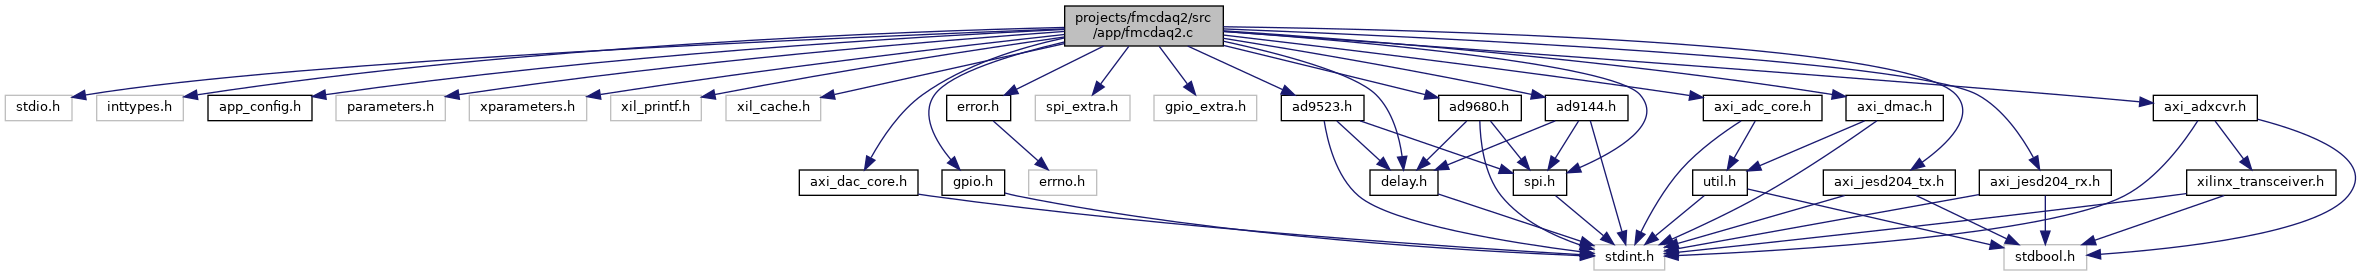 projects/fmcdaq2/src
/app/fmcdaq2.c
stdio.h
inttypes.h
app_config.h
parameters.h
xparameters.h
xil_printf.h
xil_cache.h
error.h
spi_extra.h
gpio_extra.h
ad9523.h
ad9680.h
ad9144.h
axi_adc_core.h
axi_dmac.h
axi_adxcvr.h
axi_dac_core.h
gpio.h
errno.h
delay.h
spi.h
util.h
axi_jesd204_tx.h
axi_jesd204_rx.h
xilinx_transceiver.h
stdint.h
stdbool.h